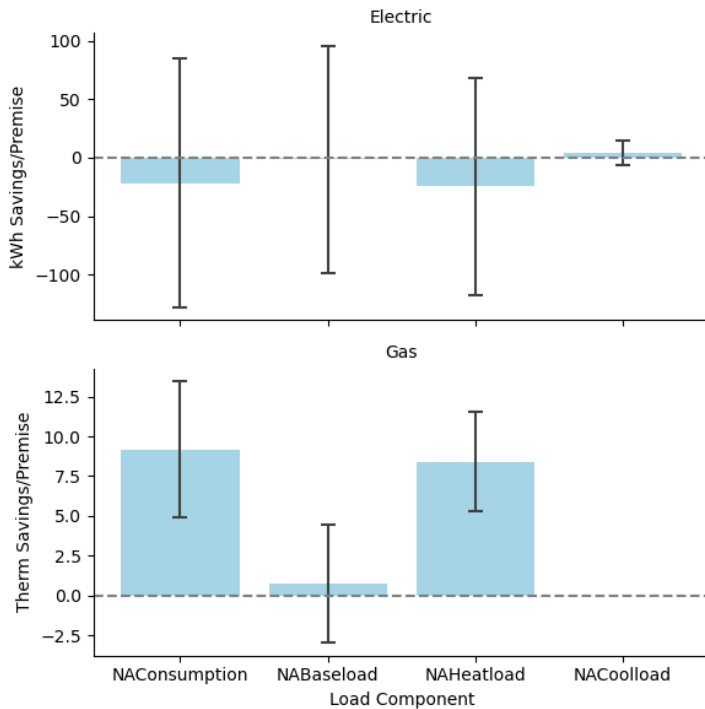 Electric
100
50
0
−50
−100
kWh Savings/Premise
Gas
12.5
10.0
7.5
5.0
2.5
0.0
−2.5
Therm Savings/Premise
NAConsumption NABaseload NAHeatload NACoolload
Load Component